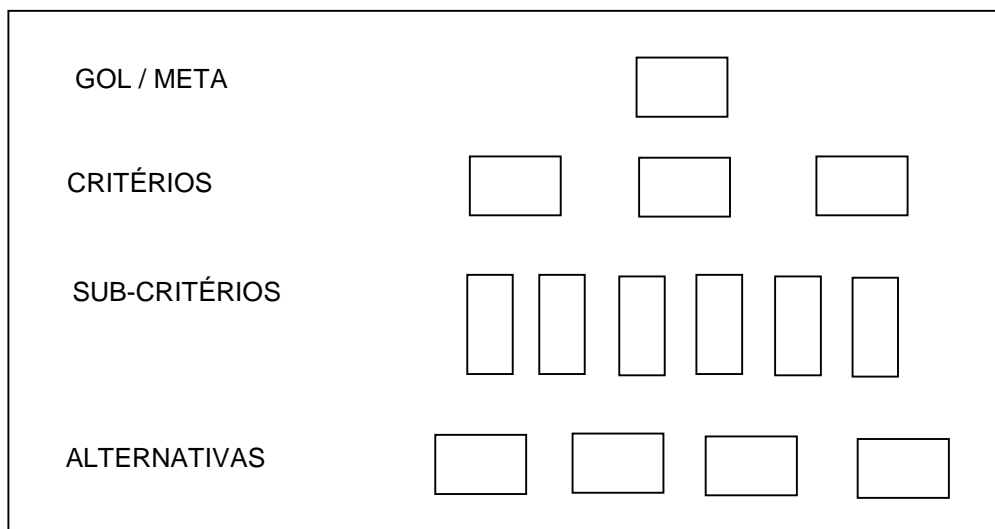 GOL / META
CRITÉRIOS
SUB-CRITÉRIOS
ALTERNATIVAS